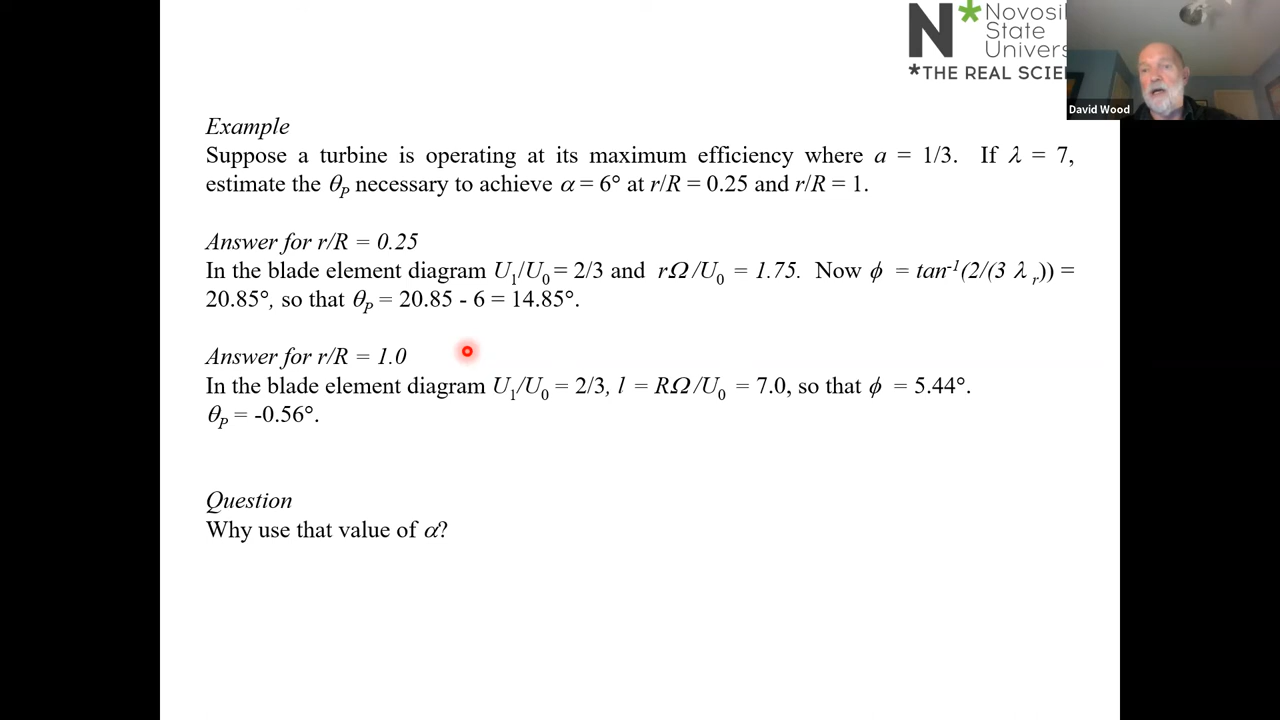 N*
Novosi
State
Univers
*THE REAL SCIE
David Wood
Example
Suppose a turbine is operating at its maximum efficiency where a = 1/3. If λ = 7,
estimate the θP necessary to achieve α = 6° at r/R = 0.25 and r/R = 1.
Answer for r/R = 0.25
In the blade element diagram U1/U0 = 2/3 and rΩ/U0 = 1.75. Now ϕ = tan-1(2/(3 λ r)) =
20.85°, so that θP = 20.85 - 6 = 14.85°.
Answer for r/R = 1.0
In the blade element diagram U1/U0 = 2/3, l = RΩ/U0 = 7.0, so that ϕ = 5.44°.
θP = -0.56°.
Question
Why use that value of α?